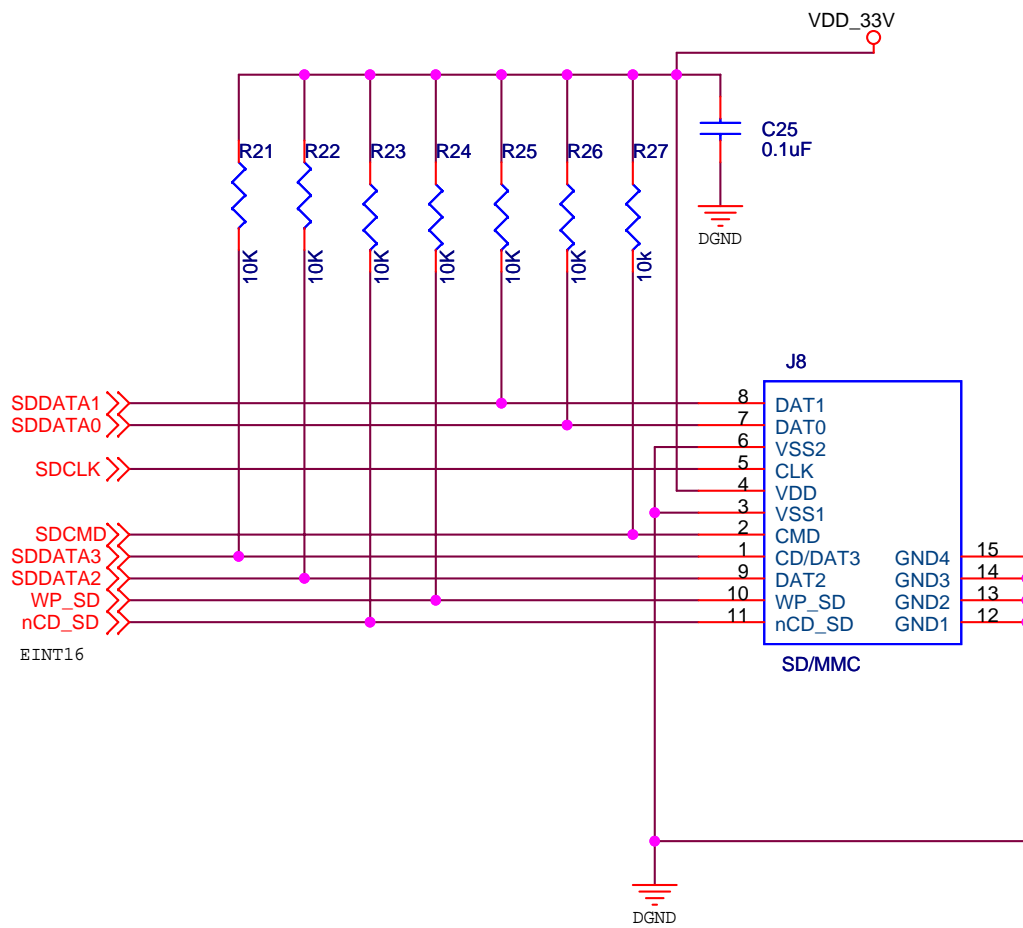 VDD_33V
C25
0.1uF
DGND
R21 R22 R23 R24 R25 R26 R27
10K 10K 10K 10K 10K 10K 10k
J8
SDDATA1 8 DAT1
SDDATA0 7 DAT0
6 VSS2
SDCLK 5 CLK
4 VDD
3 VSS1
SDCMD 2 CMD
SDDATA3 1 CD/DAT3 GND4 15
SDDATA2 9 DAT2 GND3 14
WP_SD 10 WP_SD GND2 13
nCD_SD 11 nCD_SD GND1 12
EINT16
SD/MMC
DGND